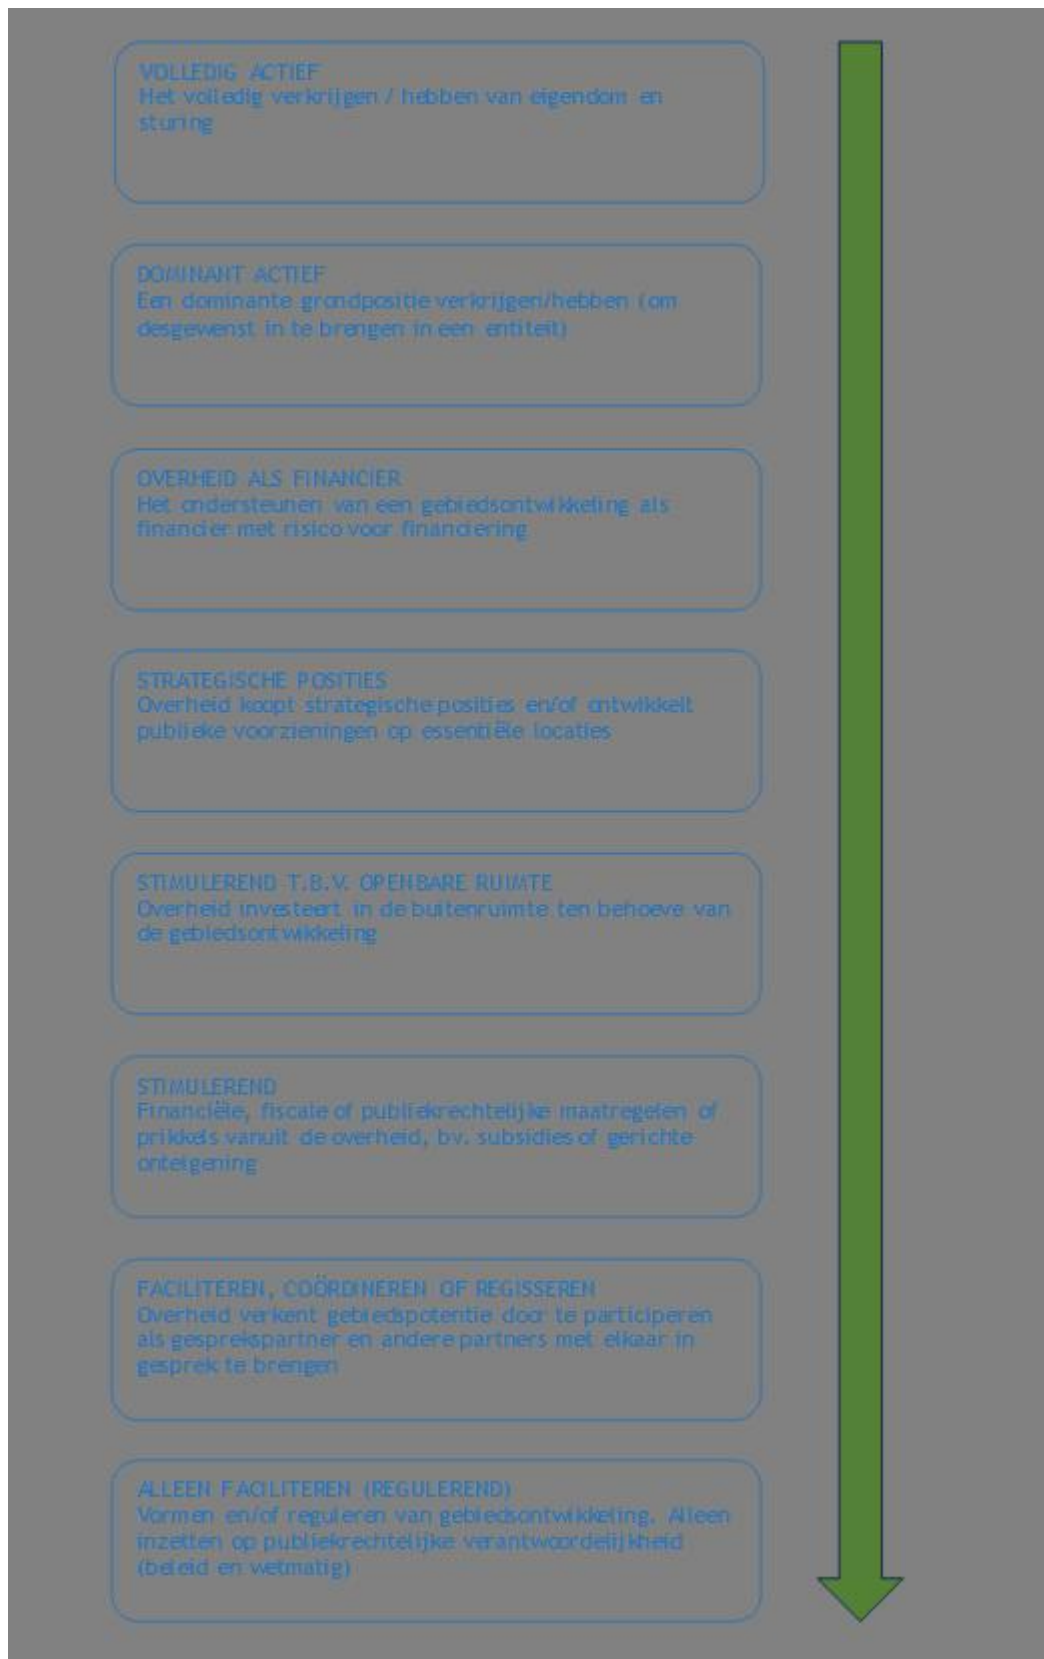 VOLLEDIG ACTIEF
Het volledig verkrijgen / hebben van eigendom en
sturing
DOMINANT ACTIEF
Een dominante grondpositie verkrijgen/hebben (om
desgewenst in te brengen in een entiteit)
OVERHEID ALS FINANCIER
Het ondersteunen van een gebiedsontwikkeling als
financier met risico voor financiering
STRATEGISCHE POSITIES
Overheid koopt strategische posities en/of ontwikkelt
publieke voorzieningen op essentiële locaties
STIMULEREND T.B.V. OPENBARE RUIMTE
Overheid investeert in de buitenruimte ten behoeve van
de gebiedsontwikkeling
STIMULEREND
Financiële, fiscale of publiekrechtelijke maatregelen of
prikkels vanuit de overheid, bv. subsidies of gerichte
onteigening
FACILITEREN, COÖRDINEREN OF REGISSEREN
Overheid verkent gebiedspotentie door te participeren
als gesprekspartner en andere partners met elkaar in
gesprek te brengen
ALLEEN FACILITEREN (REGULEREND)
Vormen en/of reguleren van gebiedsontwikkeling. Alleen
inzetten op publiekrechtelijke verantwoordelijkheid
(beleid en wetmatig)